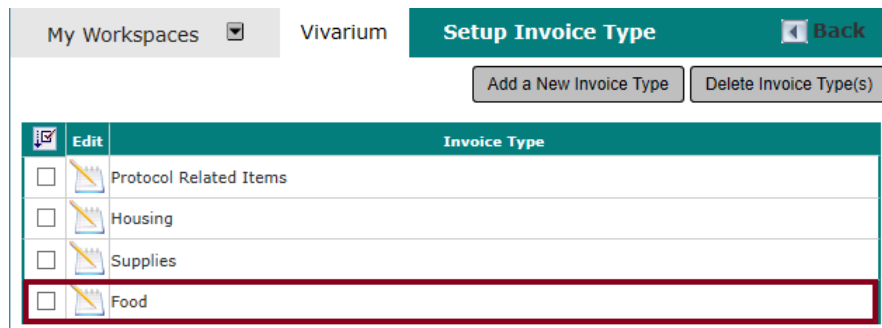 My Workspaces Vivarium Setup Invoice Type Back
Add a New Invoice Type Delete Invoice Type(s)
Edit Invoice Type
Protocol Related Items
Housing
Supplies
Food